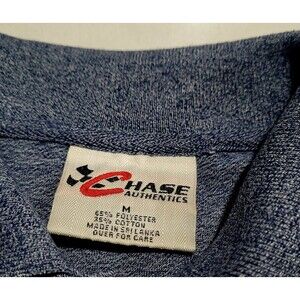 CHASE
AUTHENTICS
M
65% POLYESTER
35% COTTON
MADE IN SRI LANKA
OVER FOR CARE